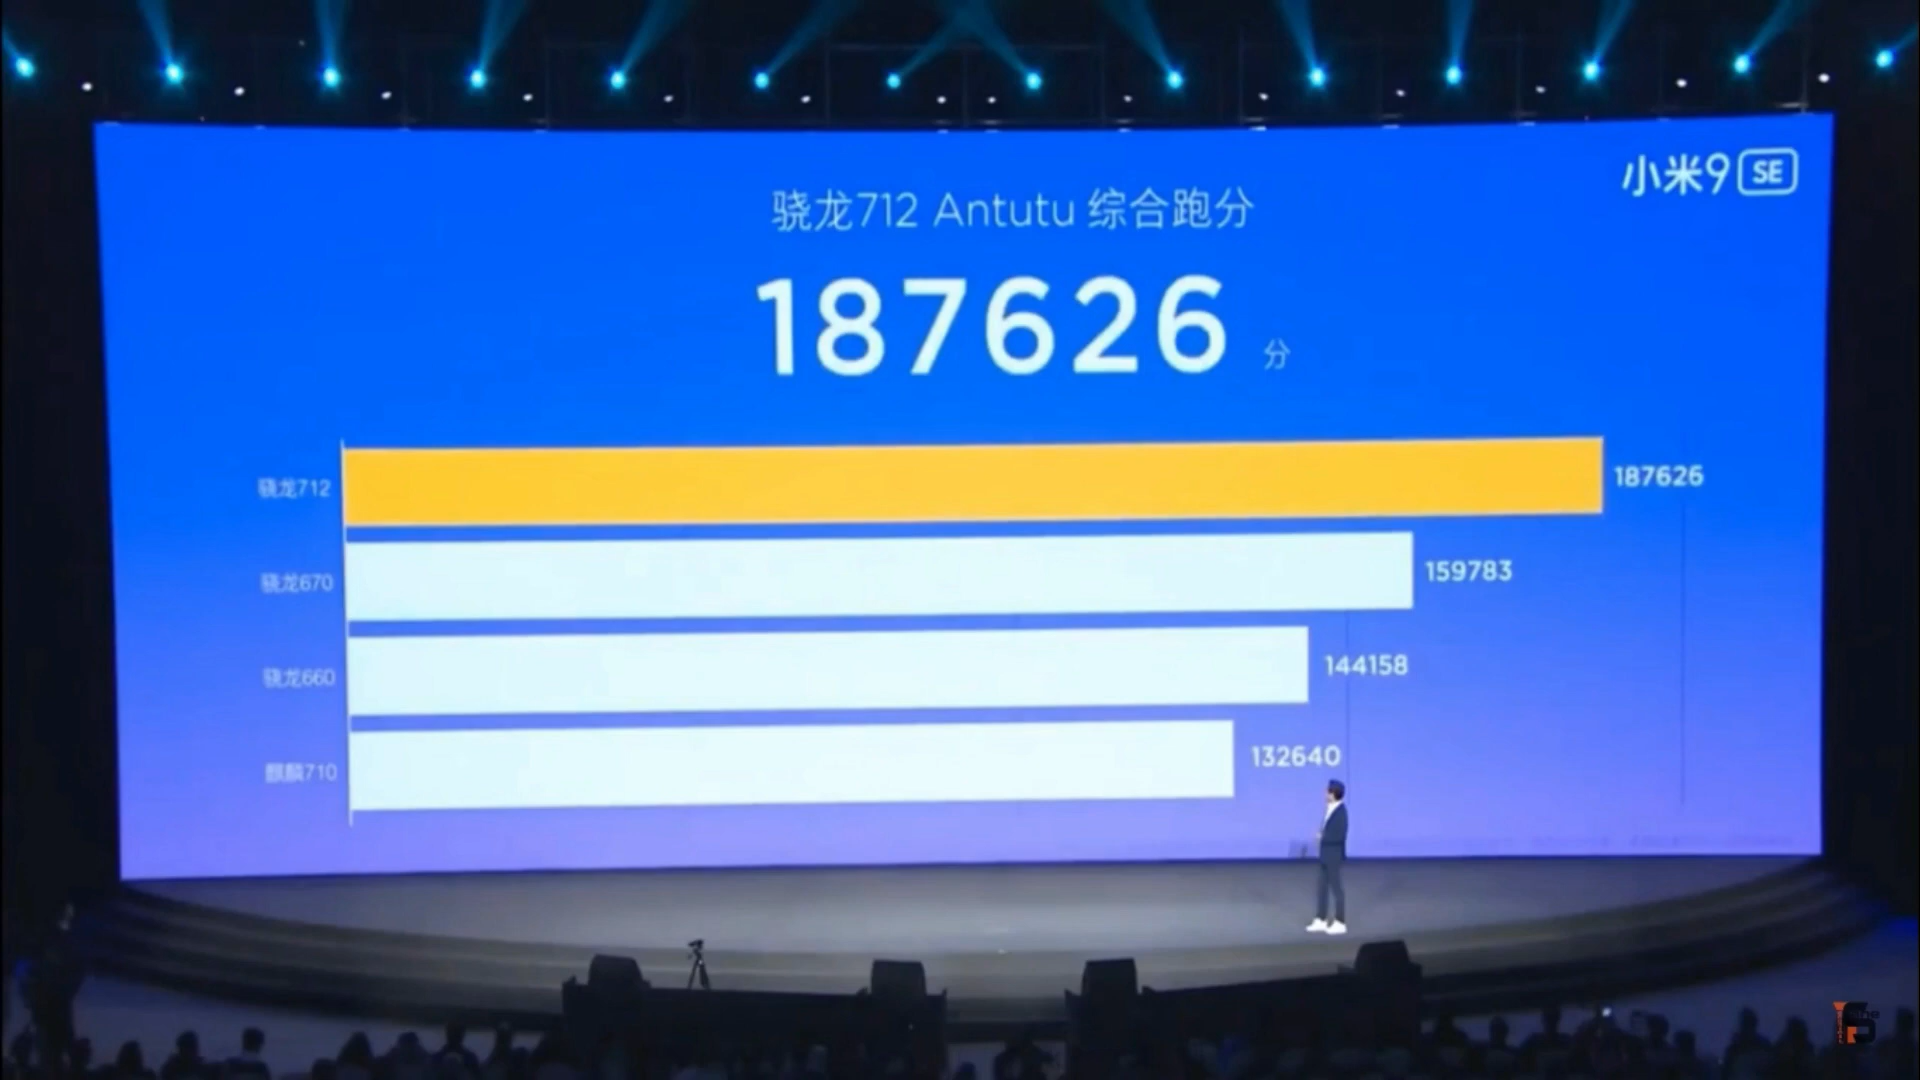 小米9 SE
骁龙712 Antutu 综合跑分
187626 分
骁龙712 187626
骁龙670 159783
骁龙660 144158
麒麟710 132640